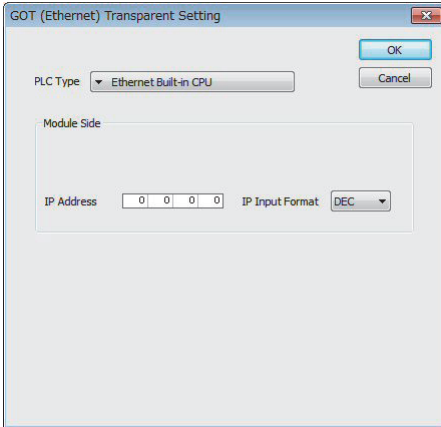 GOT (Ethernet) Transparent Setting
OK
PLC Type Ethernet Built-in CPU
Cancel
Module Side
IP Address 0 0 0 0 IP Input Format DEC